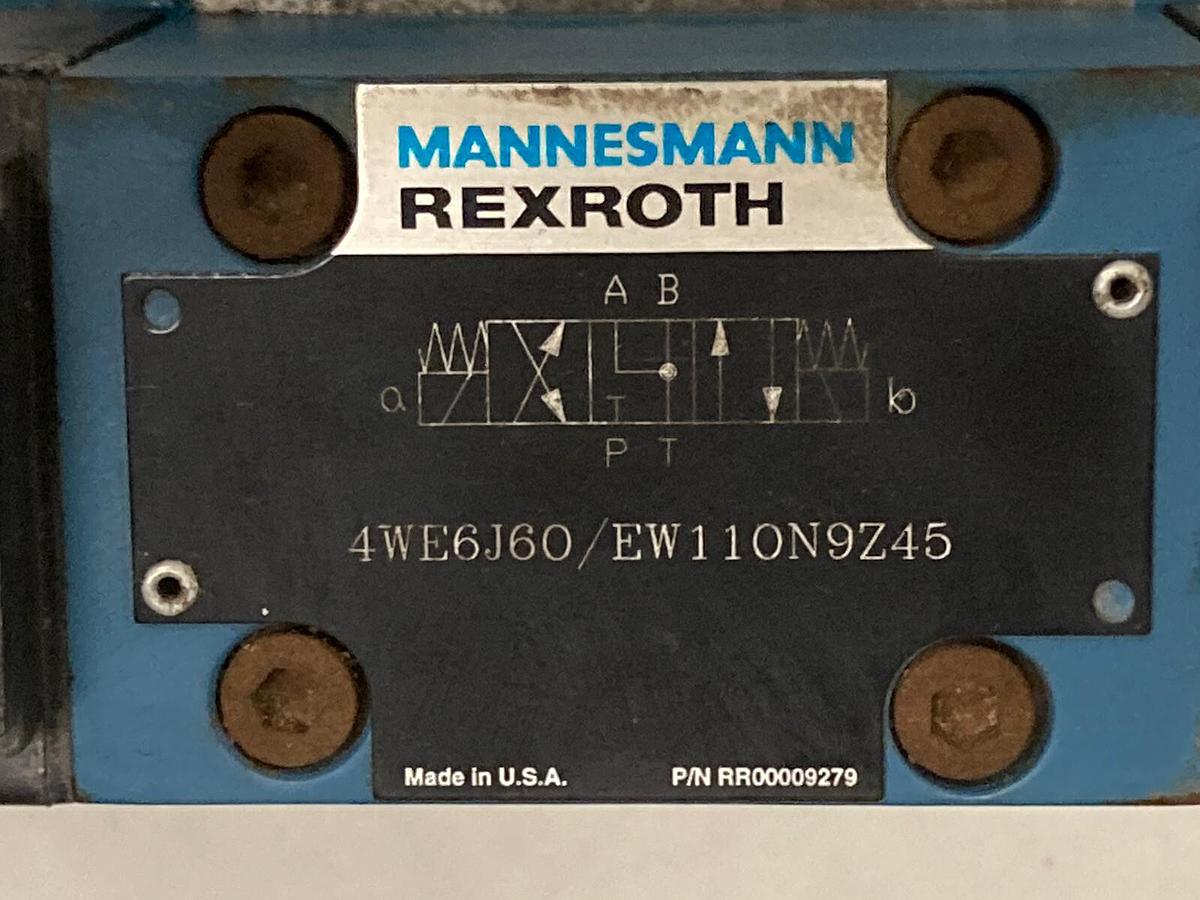 MANNESMANN
REXROTH
A B
a b
T
P T
4WE6J60/EW110N9Z45
Made in U.S.A. P/N RR00009279